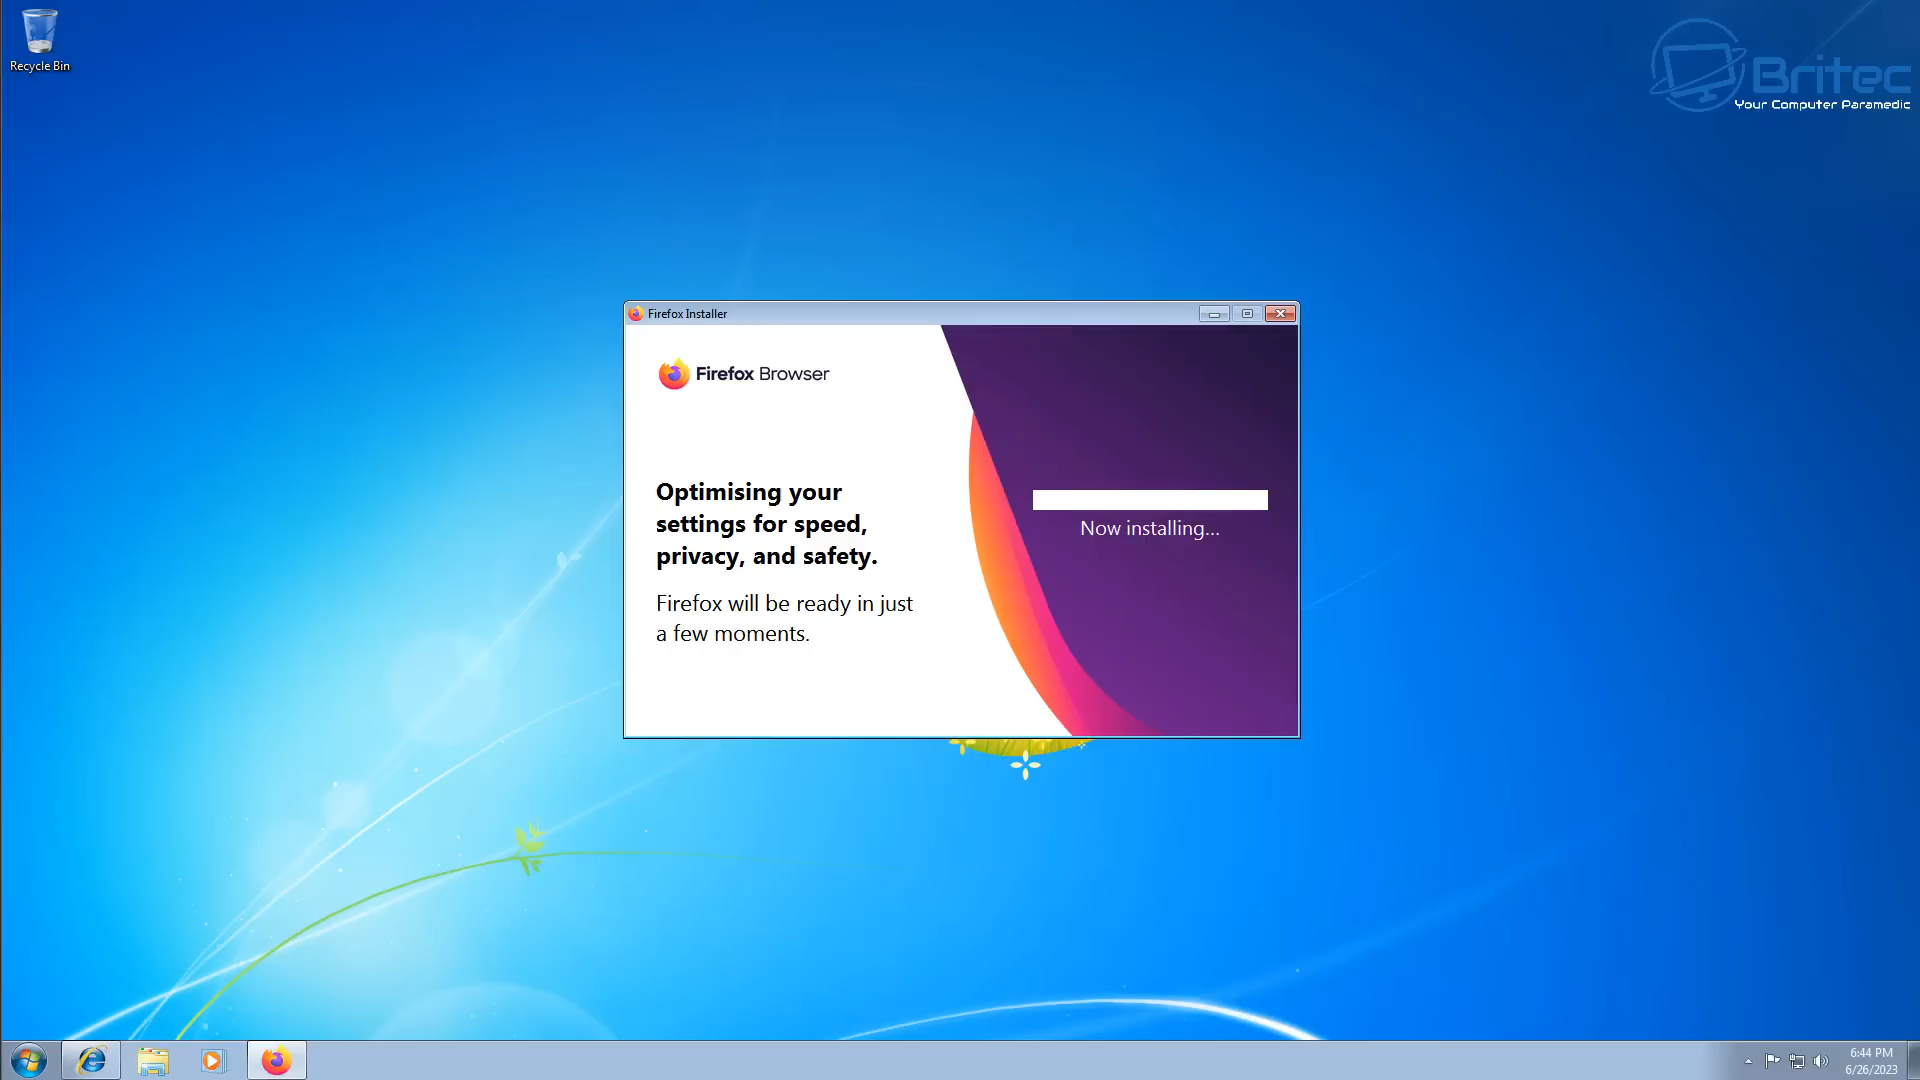 Recycle Bin
Britec
Your Computer Paramedic
Firefox Installer
Firefox Browser
Optimising your
settings for speed,
privacy, and safety.
Firefox will be ready in just
a few moments.
Now installing...
6:44 PM
6/26/2023